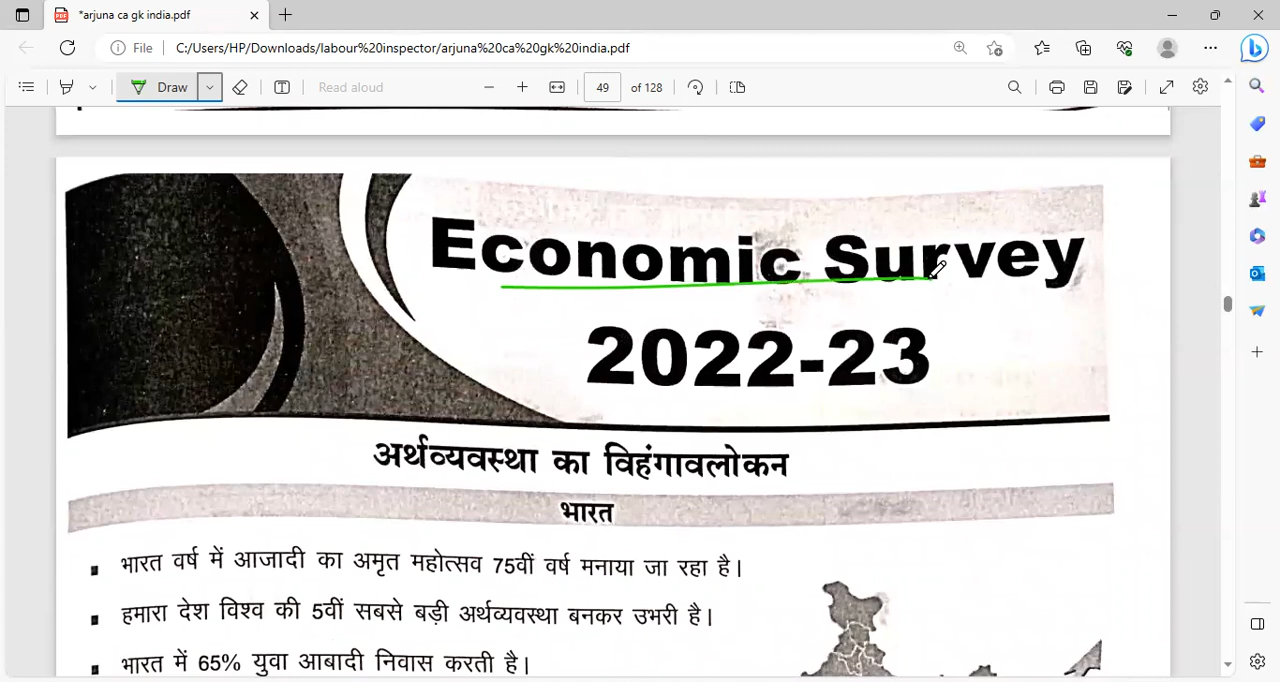 *arjuna ca gk india.pdf
File C:/Users/HP/Downloads/labour%20inspector/arjuna%20ca%20gk%20india.pdf
Draw Read aloud 49 of 128
Economic Survey
2022-23
अर्थव्यवस्था का विहंगावलोकन
भारत
भारत वर्ष में आजादी का अमृत महोत्सव 75वीं वर्ष मनाया जा रहा है।
हमारा देश विश्व की 5वीं सबसे बड़ी अर्थव्यवस्था बनकर उभरी है।
भारत में 65% युवा आबादी निवास करती है।